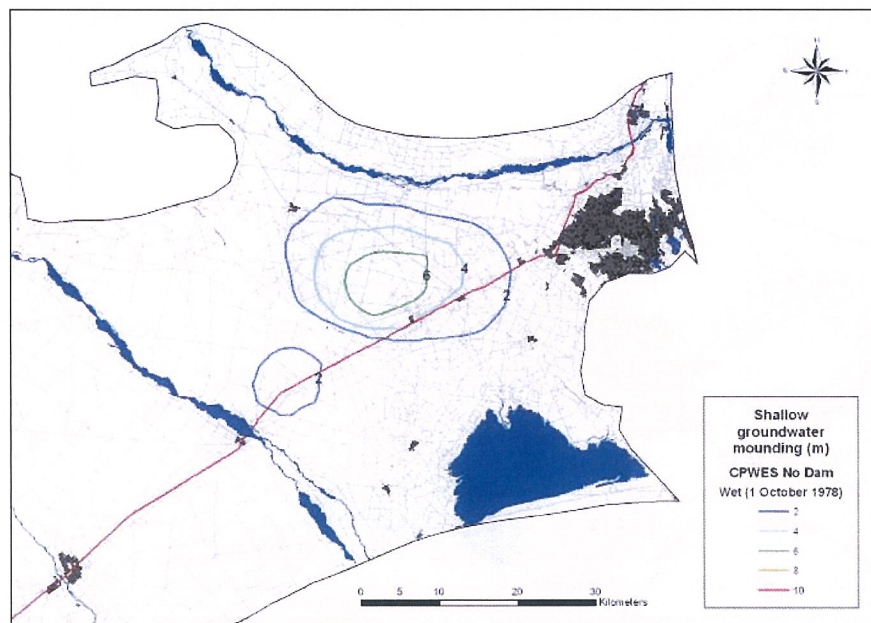 N
S
6
4
2
2
Shallow
groundwater
mounding (m)
CPWES No Dam
Wet (1 October 1978)
2
4
6
8
10
0 5 10 20 30
Kilometers